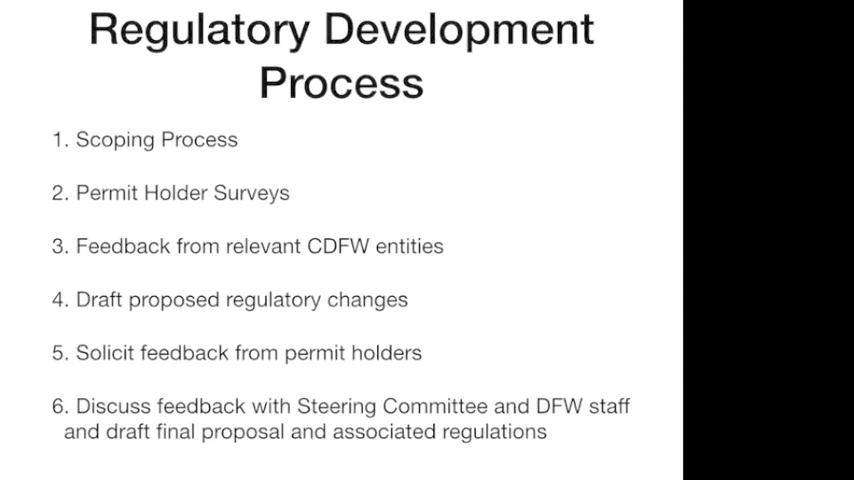 Regulatory Development
Process
1. Scoping Process
2. Permit Holder Surveys
3. Feedback from relevant CDFW entities
4. Draft proposed regulatory changes
5. Solicit feedback from permit holders
6. Discuss feedback with Steering Committee and DFW staff
and draft final proposal and associated regulations